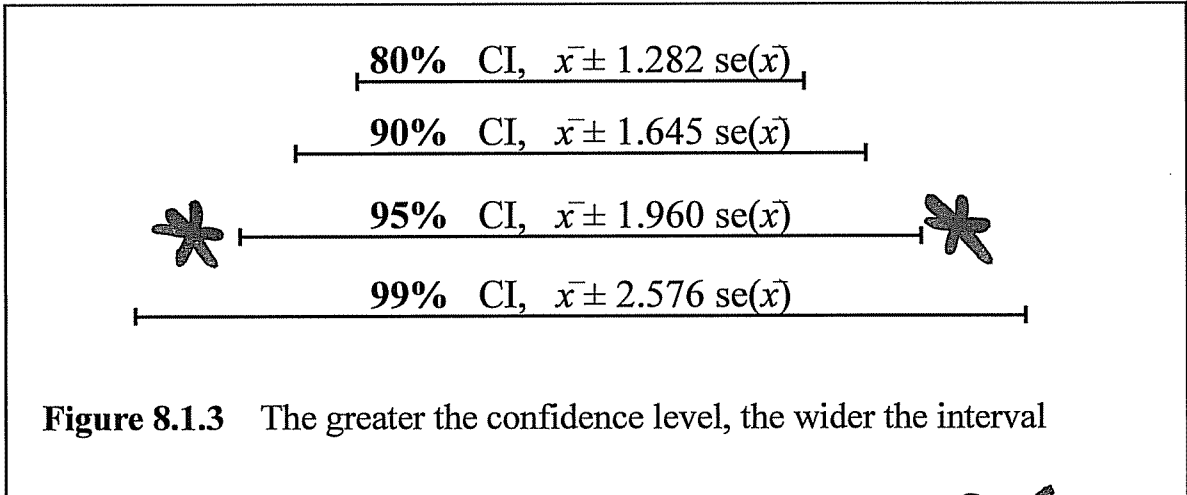 80% CI, x̄ ± 1.282 se(x̄)
90% CI, x̄ ± 1.645 se(x̄)
95% CI, x̄ ± 1.960 se(x̄)
99% CI, x̄ ± 2.576 se(x̄)
Figure 8.1.3 The greater the confidence level, the wider the interval